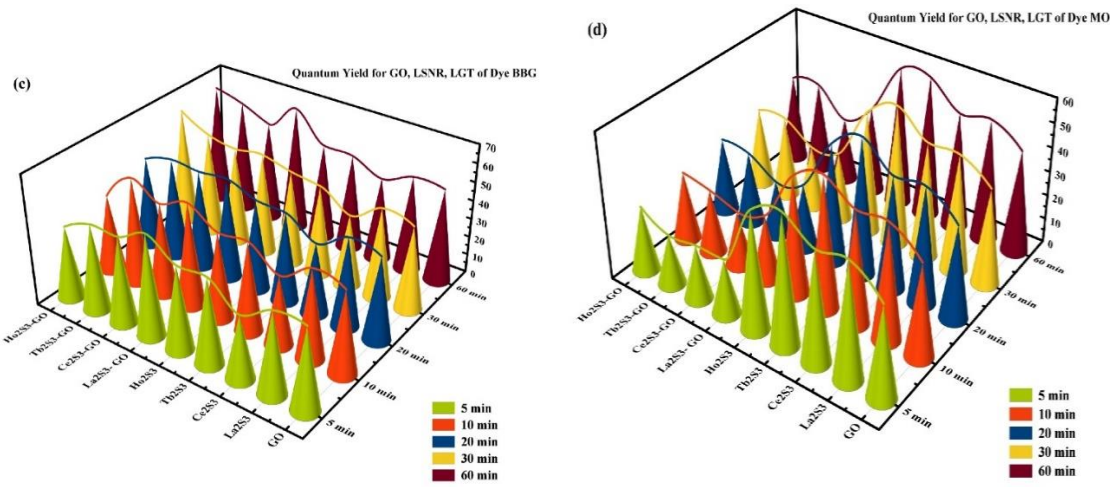 (c)
Quantum Yield for GO, LSNR, LGT of Dye BBG
70
60
50
40
30
20
10
0
60 min
30 min
20 min
10 min
5 min
Ho2S3-GO
Tb2S3-GO
Ce2S3-GO
La2S3- GO
Ho2S3
Tb2S3
Ce2S3
La2S3
GO
5 min
10 min
20 min
30 min
60 min
(d)
Quantum Yield for GO, LSNR, LGT of Dye MO
60
50
40
30
20
10
0
60 min
30 min
20 min
10 min
5 min
Ho2S3-GO
Tb2S3-GO
Ce2S3-GO
La2S3- GO
Ho2S3
Tb2S3
Ce2S3
La2S3
GO
5 min
10 min
20 min
30 min
60 min